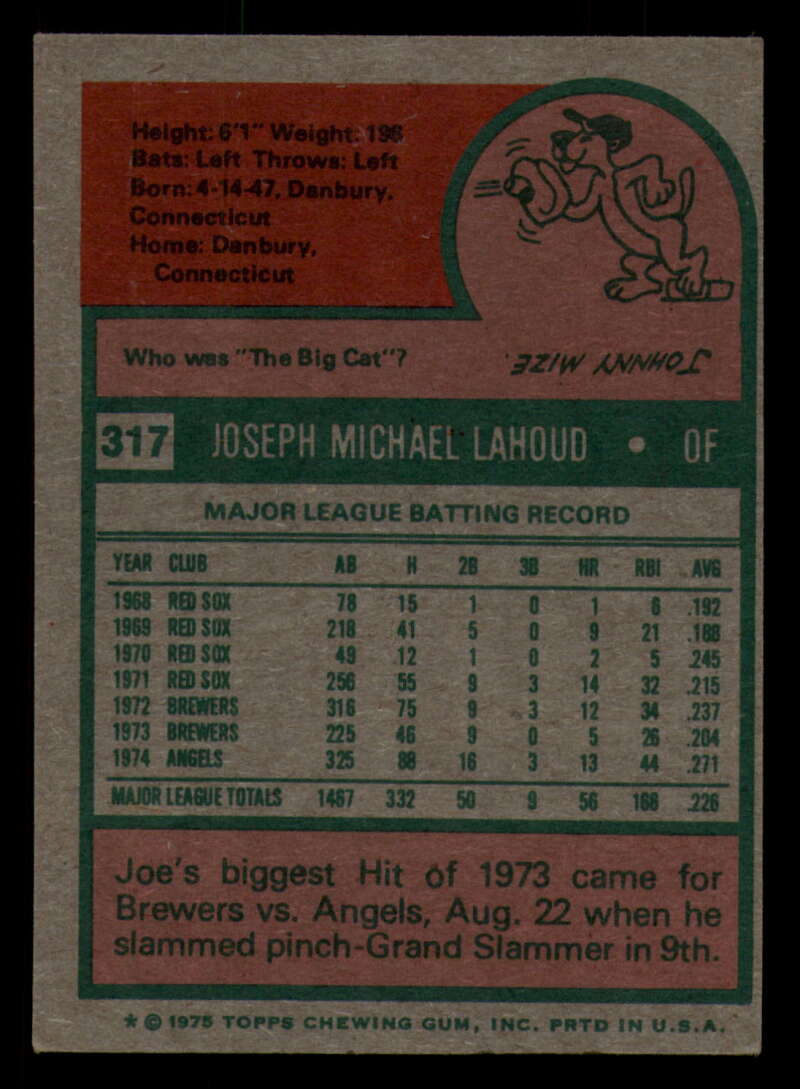 Height: 6'1" Weight: 198
Bats: Left Throws: Left
Born: 4-14-47, Danbury,
Connecticut
Home: Danbury,
Connecticut
Who was "The Big Cat"?
JOHNNY MIZE.
317 JOSEPH MICHAEL LAHOUD • OF
MAJOR LEAGUE BATTING RECORD
YEAR CLUB AB H 2B 3B HR RBI AVG
1968 RED SOX 78 15 1 0 1 6 .192
1969 RED SOX 218 41 5 0 9 21 .188
1970 RED SOX 49 12 1 0 2 5 .245
1971 RED SOX 256 55 9 3 14 32 .215
1972 BREWERS 316 75 9 3 12 34 .237
1973 BREWERS 225 46 9 0 5 26 .204
1974 ANGELS 325 88 16 3 13 44 .271
MAJOR LEAGUE TOTALS 1467 332 50 9 56 168 .226
Joe's biggest Hit of 1973 came for
Brewers vs. Angels, Aug. 22 when he
slammed pinch-Grand Slammer in 9th.
* © 1975 TOPPS CHEWING GUM, INC. PRTD IN U.S.A.